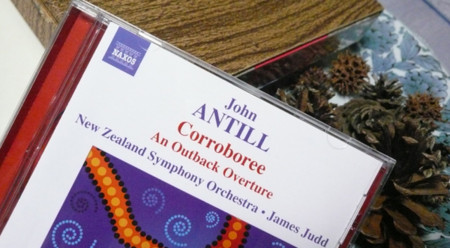 NAXOS
John
ANTILL
Corroboree
An Outback Overture
New Zealand Symphony Orchestra • James Judd